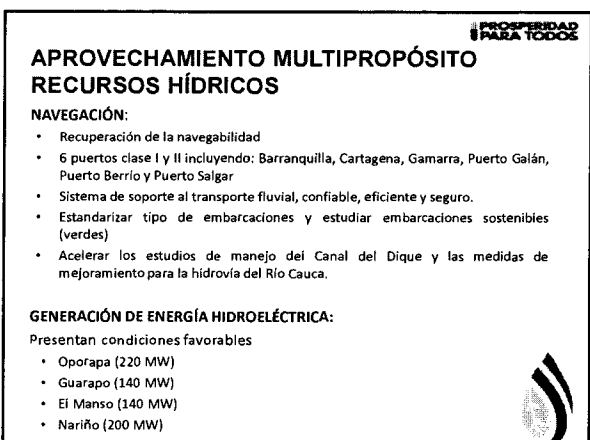 PROSPERIDAD
PARA TODOS
APROVECHAMIENTO MULTIPROPÓSITO
RECURSOS HÍDRICOS
NAVEGACIÓN:
• Recuperación de la navegabilidad
• 6 puertos clase I y II incluyendo: Barranquilla, Cartagena, Gamarra, Puerto Galán,
Puerto Berrío y Puerto Salgar
• Sistema de soporte al transporte fluvial, confiable, eficiente y seguro.
• Estandarizar tipo de embarcaciones y estudiar embarcaciones sostenibles
(verdes)
• Acelerar los estudios de manejo del Canal del Dique y las medidas de
mejoramiento para la hidrovía del Río Cauca.
GENERACIÓN DE ENERGÍA HIDROELÉCTRICA:
Presentan condiciones favorables
• Oporapa (220 MW)
• Guarapo (140 MW)
• El Manso (140 MW)
• Nariño (200 MW)